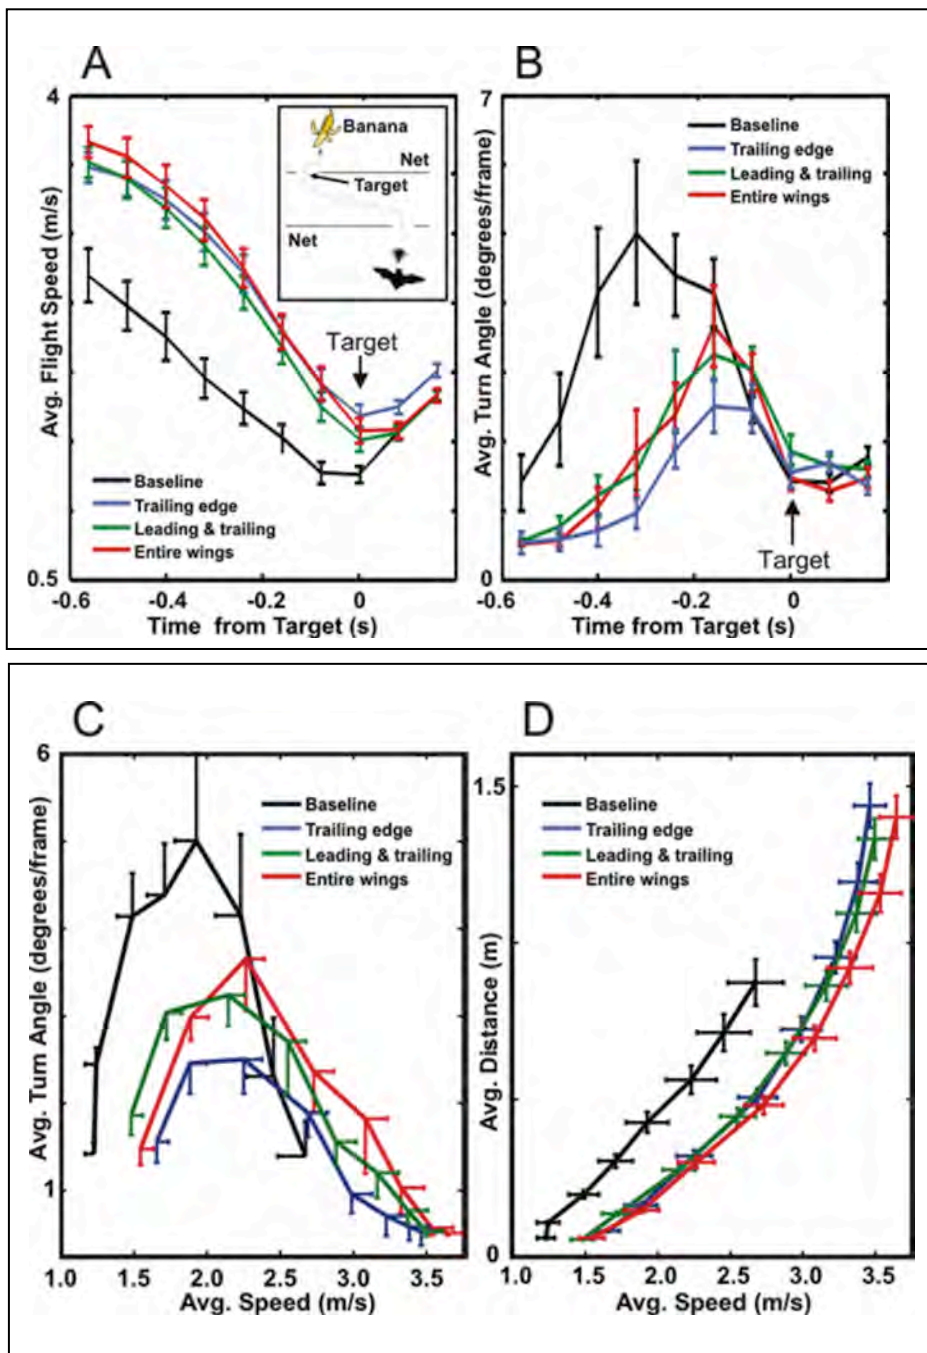 A
4
Avg. Flight Speed (m/s)
Banana
Net
Target
Net
Target
Baseline
Trailing edge
Leading & trailing
Entire wings
0.5
-0.6 -0.4 -0.2 0
Time from Target (s)
B
7
Avg. Turn Angle (degrees/frame)
Baseline
Trailing edge
Leading & trailing
Entire wings
Target
0
-0.6 -0.4 -0.2 0
Time from Target (s)
C
6
Avg. Turn Angle (degrees/frame)
Baseline
Trailing edge
Leading & trailing
Entire wings
1
1.0 1.5 2.0 2.5 3.0 3.5
Avg. Speed (m/s)
D
1.5
Avg. Distance (m)
Baseline
Trailing edge
Leading & trailing
Entire wings
0
1.0 1.5 2.0 2.5 3.0 3.5
Avg. Speed (m/s)